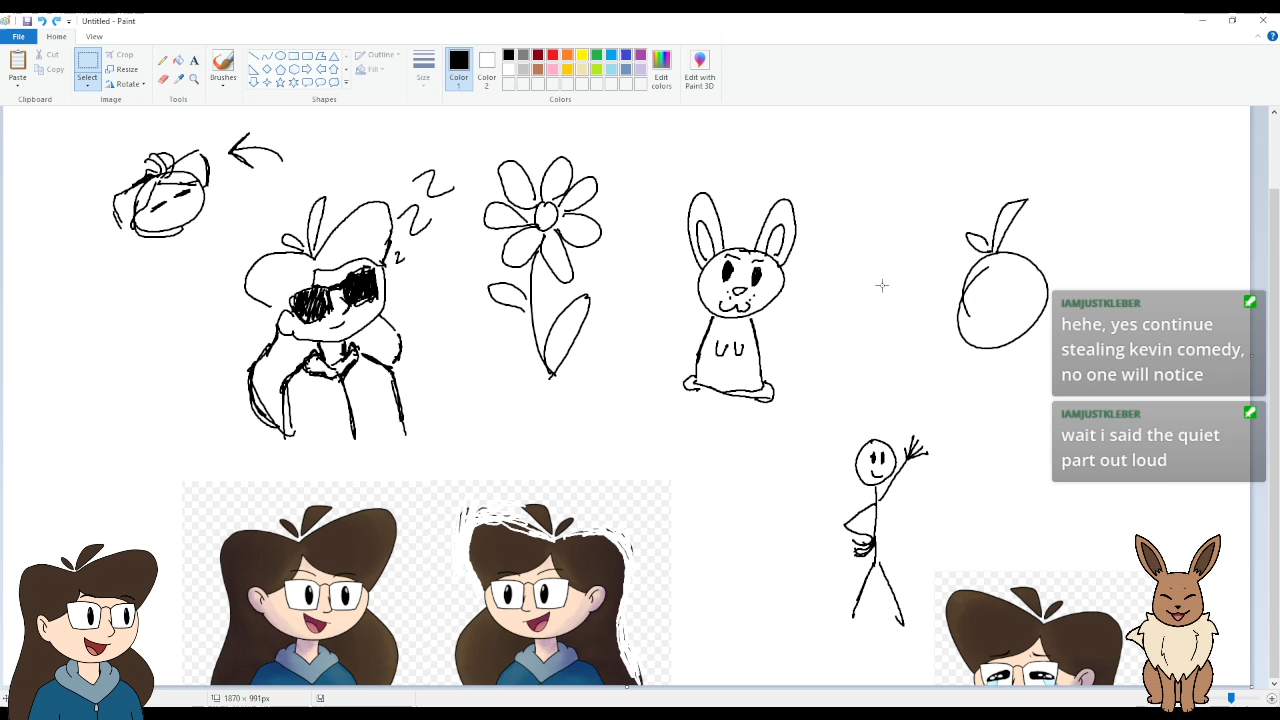 Untitled - Paint
File Home View
Cut
Copy
Paste
Clipboard
Crop
Resize
Rotate
Select
Image
A
Tools
Brushes
Outline
Fill
Shapes
Size
Color
1
Color
2
Edit
colors
Colors
Edit with
Paint 3D
z
z
z
IAMJUSTKLEBER
hehe, yes continue
stealing kevin comedy,
no one will notice
IAMJUSTKLEBER
wait i said the quiet
part out loud
1870 × 991px